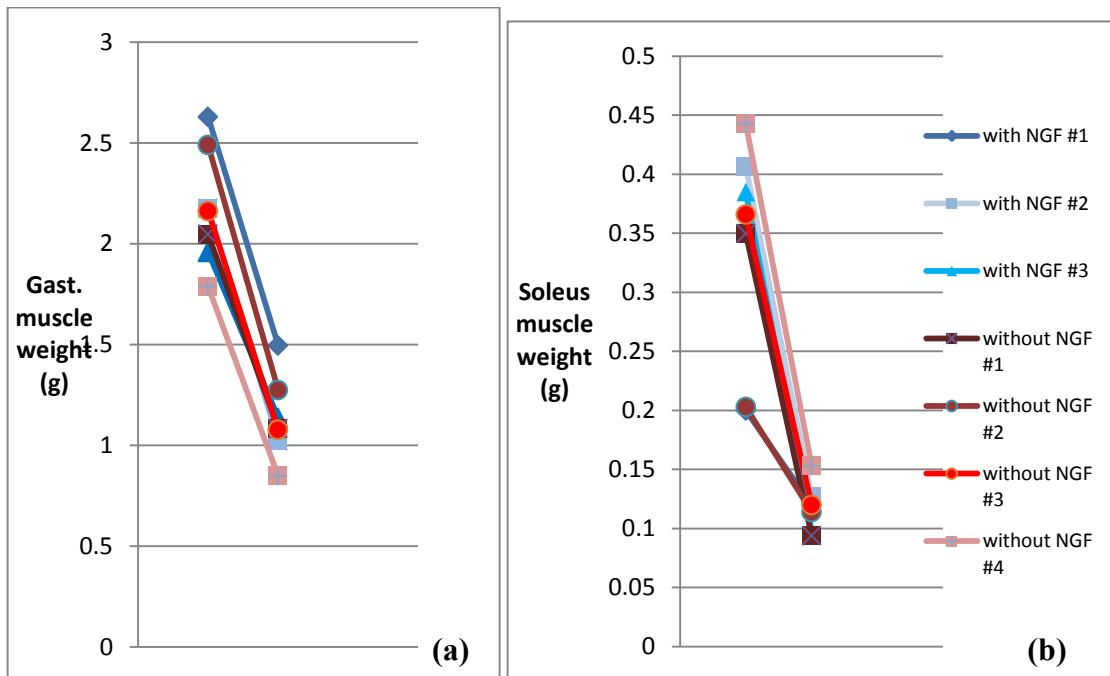 3
2.5
2
1.5
1
0.5
0
Gast.
muscle
weight
(g)
(a)
0.5
0.45
0.4
0.35
0.3
0.25
0.2
0.15
0.1
0.05
0
Soleus
muscle
weight
(g)
with NGF #1
with NGF #2
with NGF #3
without NGF
#1
without NGF
#2
without NGF
#3
without NGF
#4
(b)